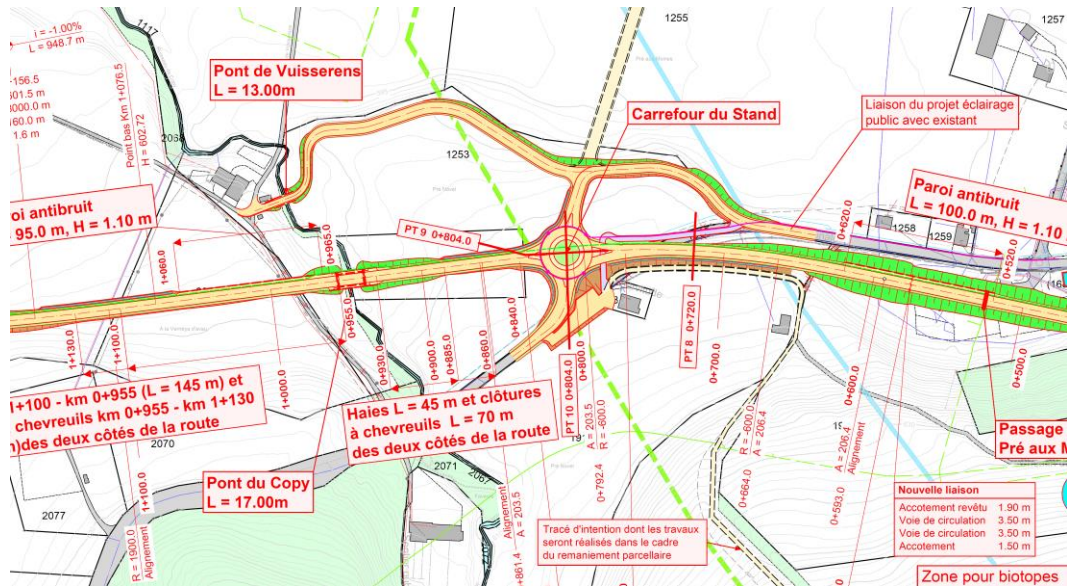 1117
i = -1.00%
L = 948.7 m
-156.5
601.5 m
3000.0 m
160.0 m
1.6 m
Point bas Km 1+076.5
H = 602.72
2068
Pont de Vuisserens
L = 13.00m
1253
Pré Novel
1255
Carrefour du Stand
Liaison du projet éclairage
public avec existant
1257
Paroi antibruit
L = 100.0 m, H = 1.10
1258
1259
0+620.0
0+520.0
(16
oi antibruit
95.0 m, H = 1.10 m
1+060.0
0+965.0
PT 9 0+804.0
0+955.0
0+930.0
0+900.0
0+885.0
0+860.0
0+840.0
PT 10 0+804.0
0+800.0
PT 8 0+720.0
0+700.0
0+600.0
0+500.0
1+130.0
1+100.0
1+000.0
1+100 - km 0+955 (L = 145 m) et
chevreuils km 0+955 - km 1+130
)des deux côtés de la route
2070
Haies L = 45 m et clôtures
à chevreuils L = 70 m
des deux côtés de la route
A = 203.5
R = -600.0
0+792.4
R = -600.0
A = 206.4
0+664.0
A = 206.4
Alignement
0+593.0
Passage
Pré aux M
Pont du Copy
L = 17.00m
2071
2067
2077
1+100.0
R = 1900.0
Alignement
Alignement
A = 203.5
+861.4
Tracé d'intention dont les travaux
seront réalisés dans le cadre
du remaniement parcellaire
Nouvelle liaison
Accotement revêtu 1.90 m
Voie de circulation 3.50 m
Voie de circulation 3.50 m
Accotement 1.50 m
Zone pour biotopes